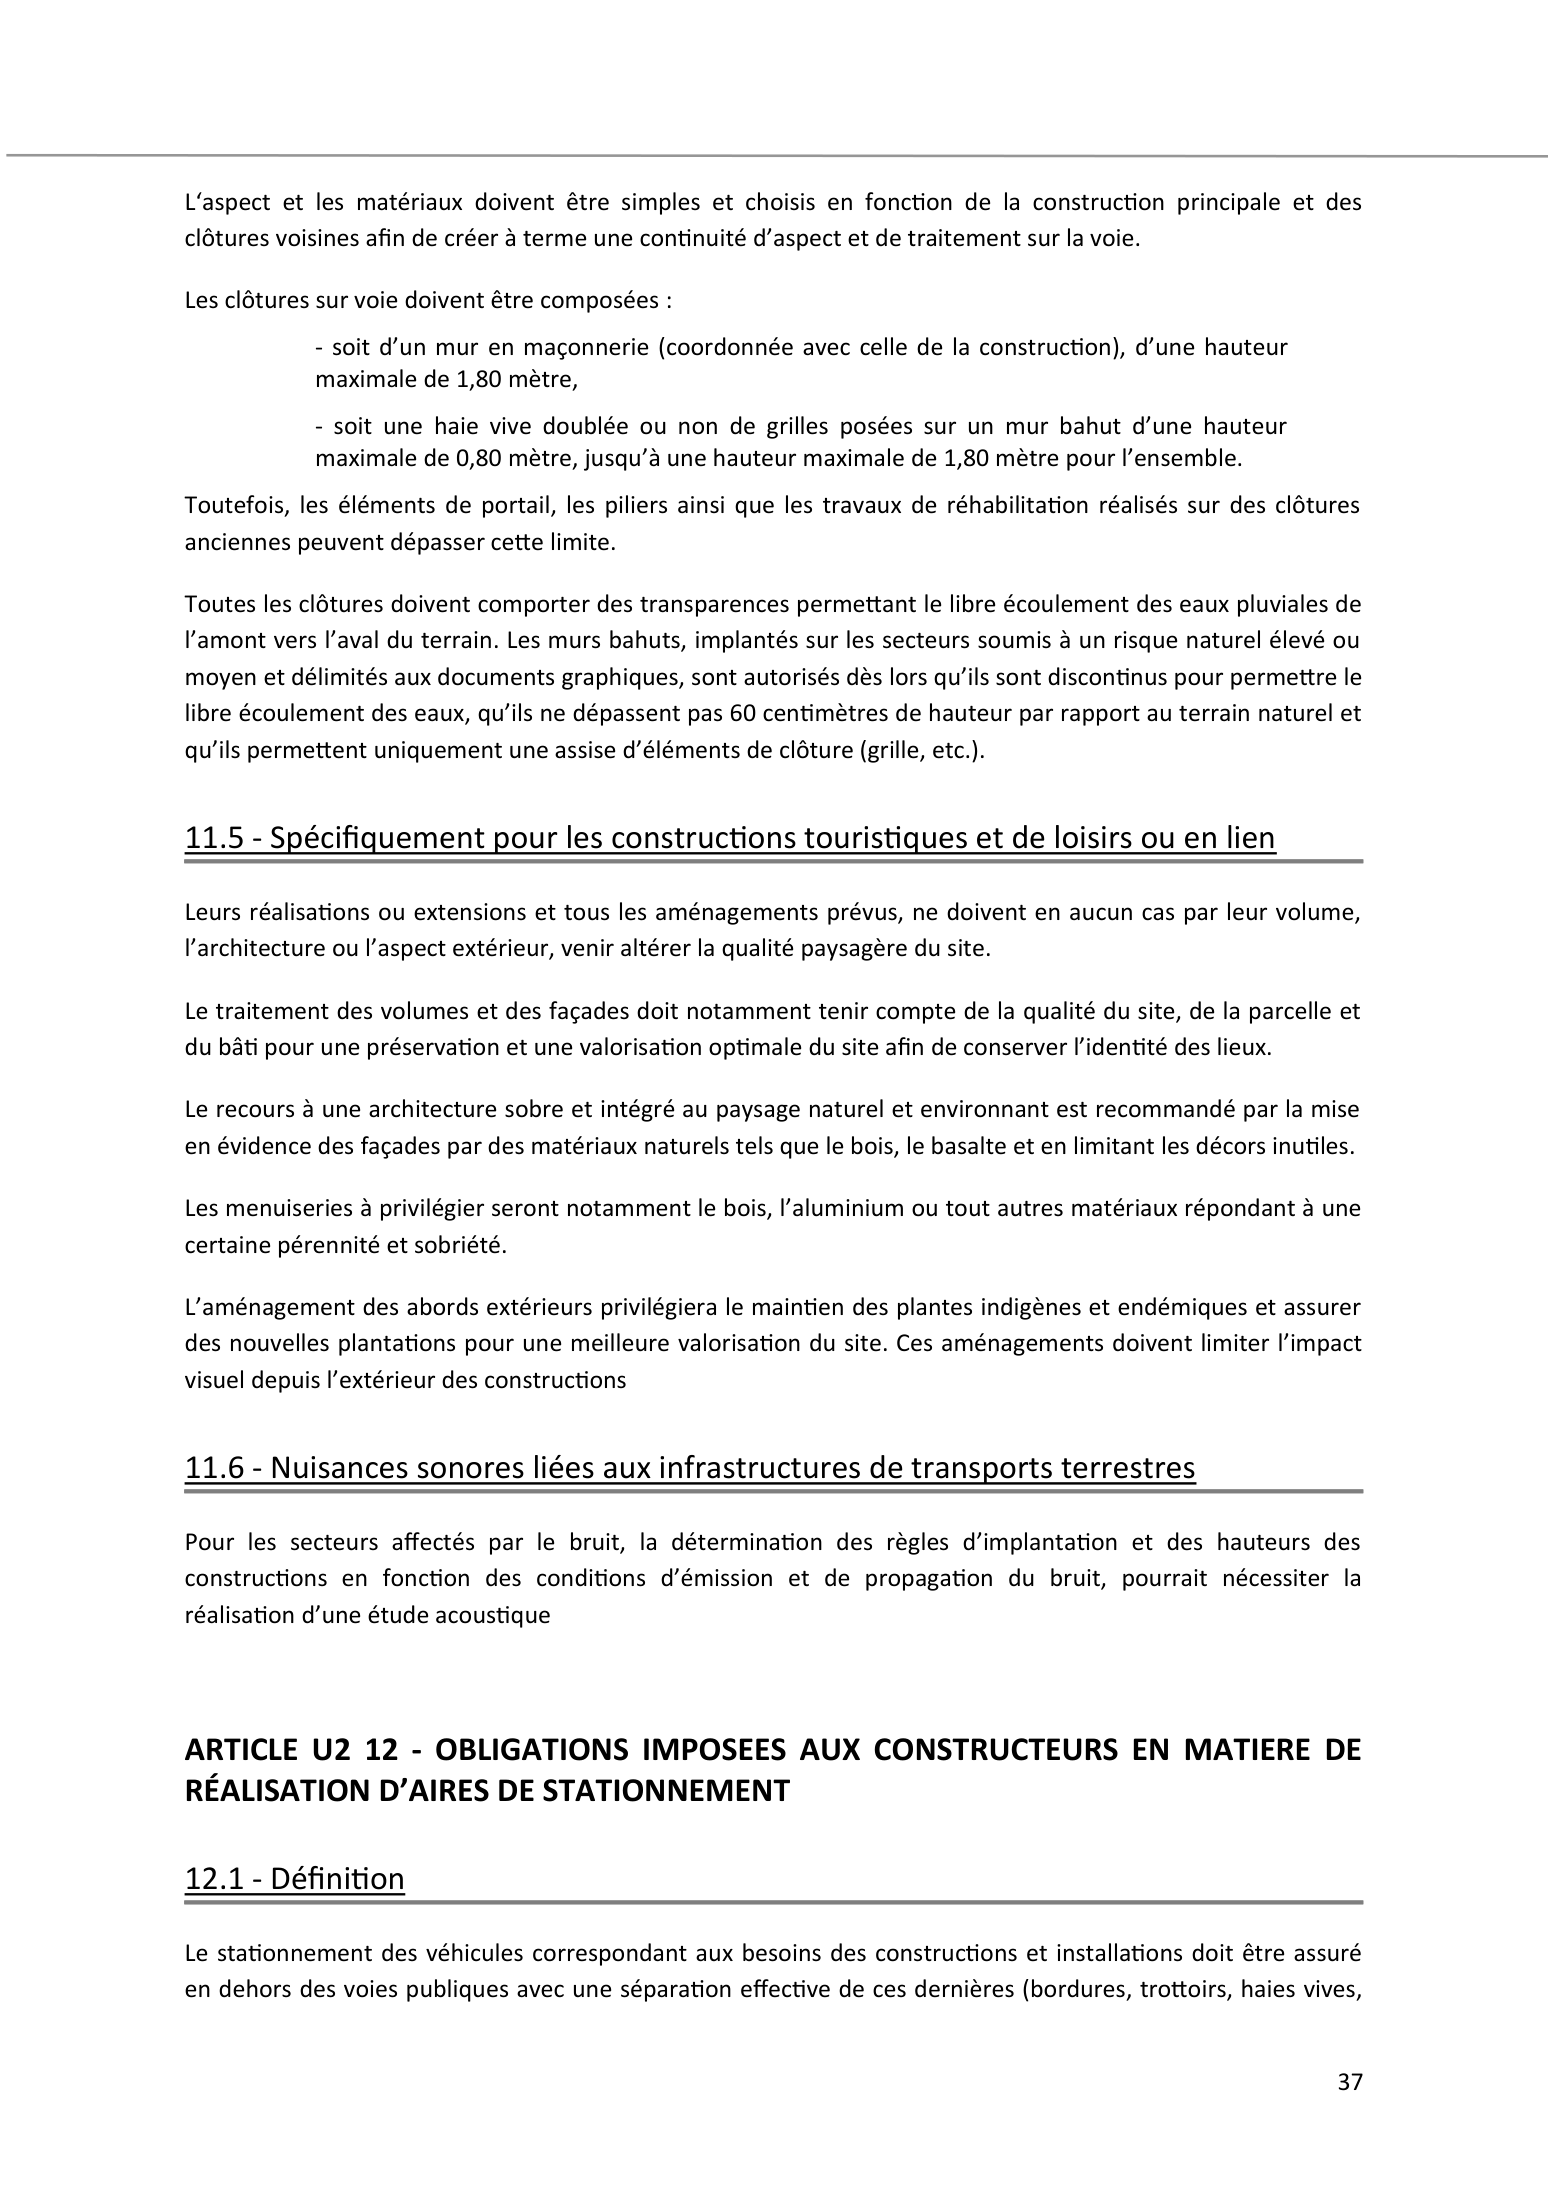 L‘aspect et les matériaux doivent être simples et choisis en fonction de la construction principale et des
clôtures voisines afin de créer à terme une continuité d’aspect et de traitement sur la voie.
Les clôtures sur voie doivent être composées :
- soit d’un mur en maçonnerie (coordonnée avec celle de la construction), d’une hauteur
maximale de 1,80 mètre,
- soit une haie vive doublée ou non de grilles posées sur un mur bahut d’une hauteur
maximale de 0,80 mètre, jusqu’à une hauteur maximale de 1,80 mètre pour l’ensemble.
Toutefois, les éléments de portail, les piliers ainsi que les travaux de réhabilitation réalisés sur des clôtures
anciennes peuvent dépasser cette limite.
Toutes les clôtures doivent comporter des transparences permettant le libre écoulement des eaux pluviales de
l’amont vers l’aval du terrain. Les murs bahuts, implantés sur les secteurs soumis à un risque naturel élevé ou
moyen et délimités aux documents graphiques, sont autorisés dès lors qu’ils sont discontinus pour permettre le
libre écoulement des eaux, qu’ils ne dépassent pas 60 centimètres de hauteur par rapport au terrain naturel et
qu’ils permettent uniquement une assise d’éléments de clôture (grille, etc.).
11.5 - Spécifiquement pour les constructions touristiques et de loisirs ou en lien
Leurs réalisations ou extensions et tous les aménagements prévus, ne doivent en aucun cas par leur volume,
l’architecture ou l’aspect extérieur, venir altérer la qualité paysagère du site.
Le traitement des volumes et des façades doit notamment tenir compte de la qualité du site, de la parcelle et
du bâti pour une préservation et une valorisation optimale du site afin de conserver l’identité des lieux.
Le recours à une architecture sobre et intégré au paysage naturel et environnant est recommandé par la mise
en évidence des façades par des matériaux naturels tels que le bois, le basalte et en limitant les décors inutiles.
Les menuiseries à privilégier seront notamment le bois, l’aluminium ou tout autres matériaux répondant à une
certaine pérennité et sobriété.
L’aménagement des abords extérieurs privilégiera le maintien des plantes indigènes et endémiques et assurer
des nouvelles plantations pour une meilleure valorisation du site. Ces aménagements doivent limiter l’impact
visuel depuis l’extérieur des constructions
11.6 - Nuisances sonores liées aux infrastructures de transports terrestres
Pour les secteurs affectés par le bruit, la détermination des règles d’implantation et des hauteurs des
constructions en fonction des conditions d’émission et de propagation du bruit, pourrait nécessiter la
réalisation d’une étude acoustique
ARTICLE U2 12 - OBLIGATIONS IMPOSEES AUX CONSTRUCTEURS EN MATIERE DE
RÉALISATION D’AIRES DE STATIONNEMENT
12.1 - Définition
Le stationnement des véhicules correspondant aux besoins des constructions et installations doit être assuré
en dehors des voies publiques avec une séparation effective de ces dernières (bordures, trottoirs, haies vives,
37